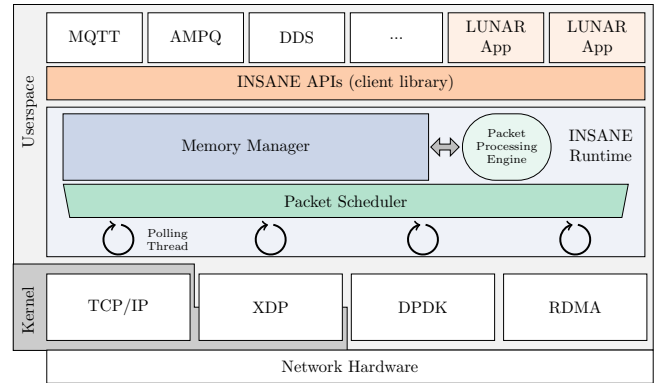 MQTT
AMPQ
DDS
...
LUNAR
App
LUNAR
App
INSANE APIs (client library)
Userspace
Memory Manager
Packet
Processing
Engine
INSANE
Runtime
Packet Scheduler
Polling
Thread
Kernel
TCP/IP
XDP
DPDK
RDMA
Network Hardware